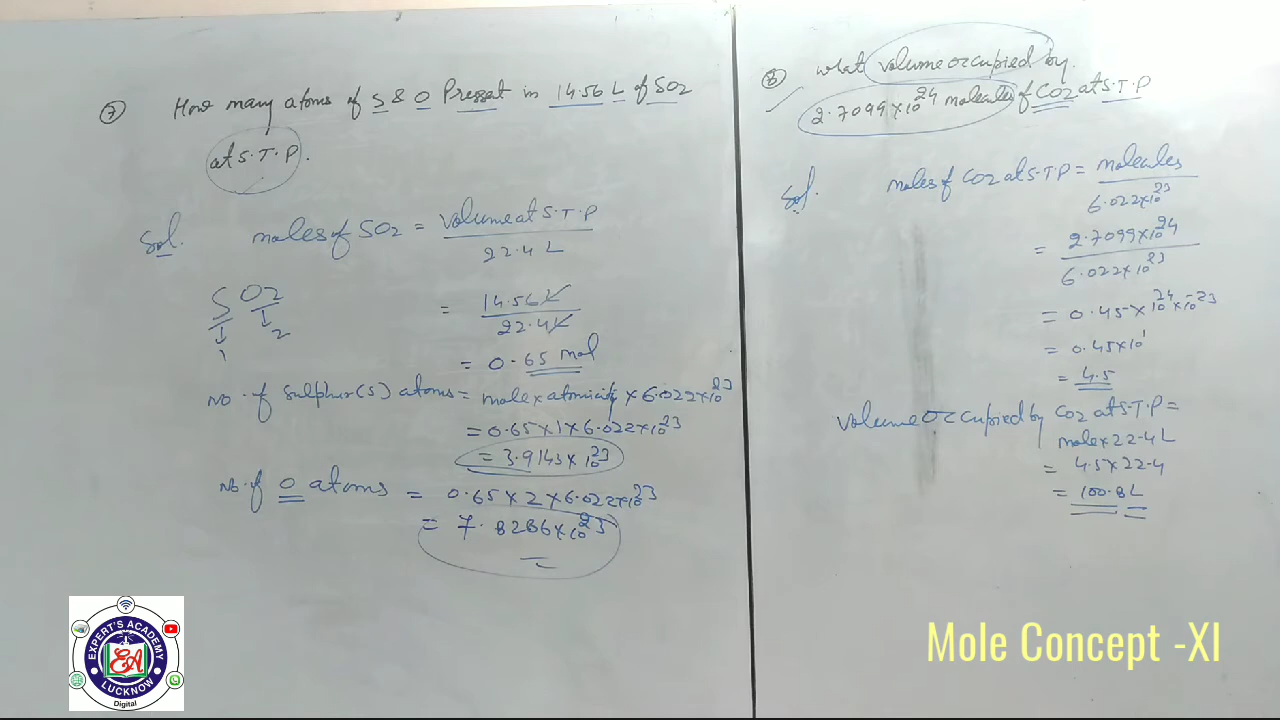 ⑦ How many atoms of S & O Present in 14.56 L of SO2
at S.T.P.
Sol. moles of SO2 = Volume at S.T.P / 22.4 L
S O2
1 2
= 14.56 L / 22.4 L
= 0.65 mol
No. of Sulphur(S) atoms = mole x atomicity x 6.022x10^23
= 0.65 x 1 x 6.022x10^23
= 3.9143 x 10^23
No. of O atoms = 0.65 x 2 x 6.022x10^23
= 7.8286x10^23
⑧ what volume occupied by
2.7099x10^24 molecules of CO2 at S.T.P
Sol. moles of CO2 at S.T.P = molecules / 6.022x10^23
= 2.7099x10^24 / 6.022x10^23
= 0.45x10^24 x10^-23
= 0.45x10^1
= 4.5
Volume Occupied by CO2 at S.T.P =
mole x 22.4 L
= 4.5x22.4
= 100.8 L
EXPERT'S ACADEMY
EA
LUCKNOW
Digital
Mole Concept -XI